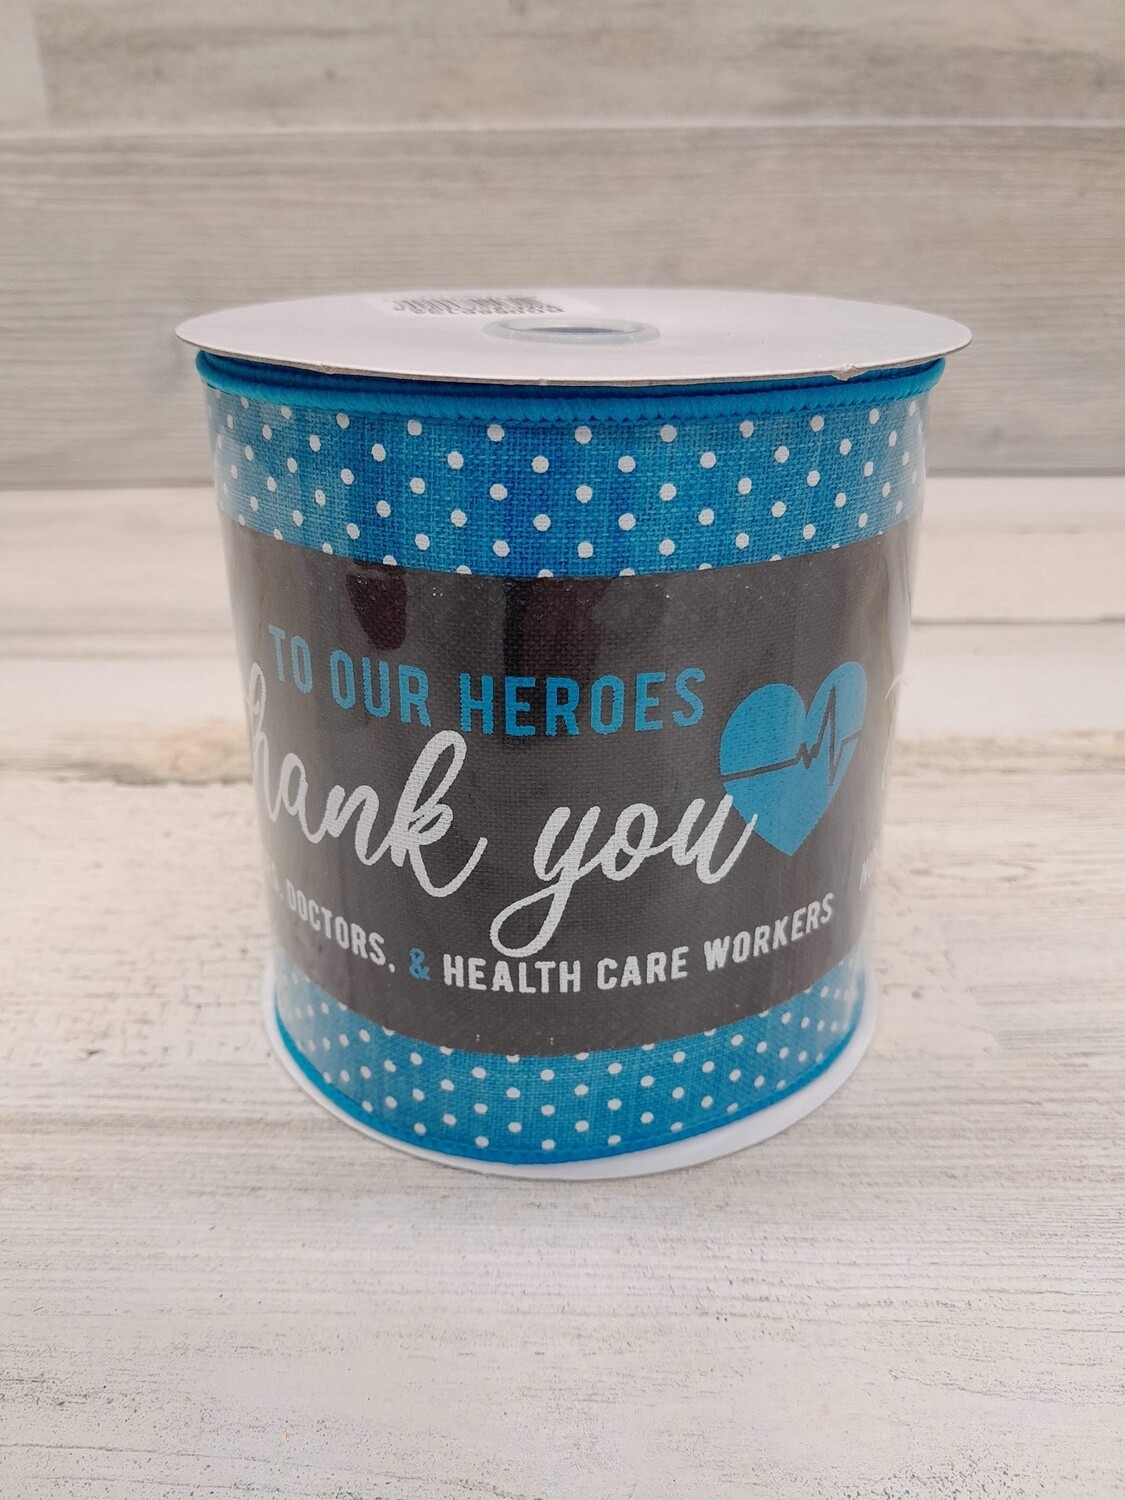 TO OUR HEROES
hank you
DOCTORS, & HEALTH CARE WORKERS